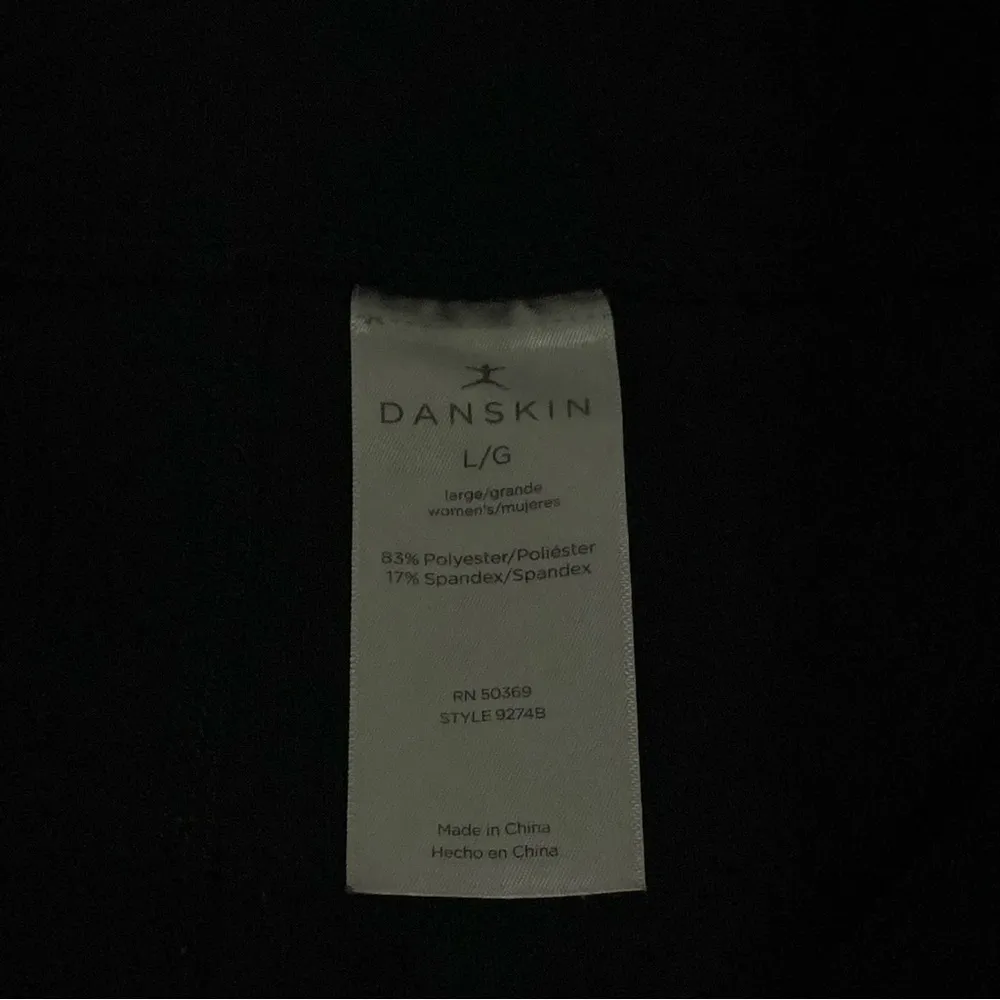 DANSKIN
L/G
large/grande
women's/mujeres
83% Polyester/Poliéster
17% Spandex/Spandex
RN 50369
STYLE 9274B
Made in China
Hecho en China